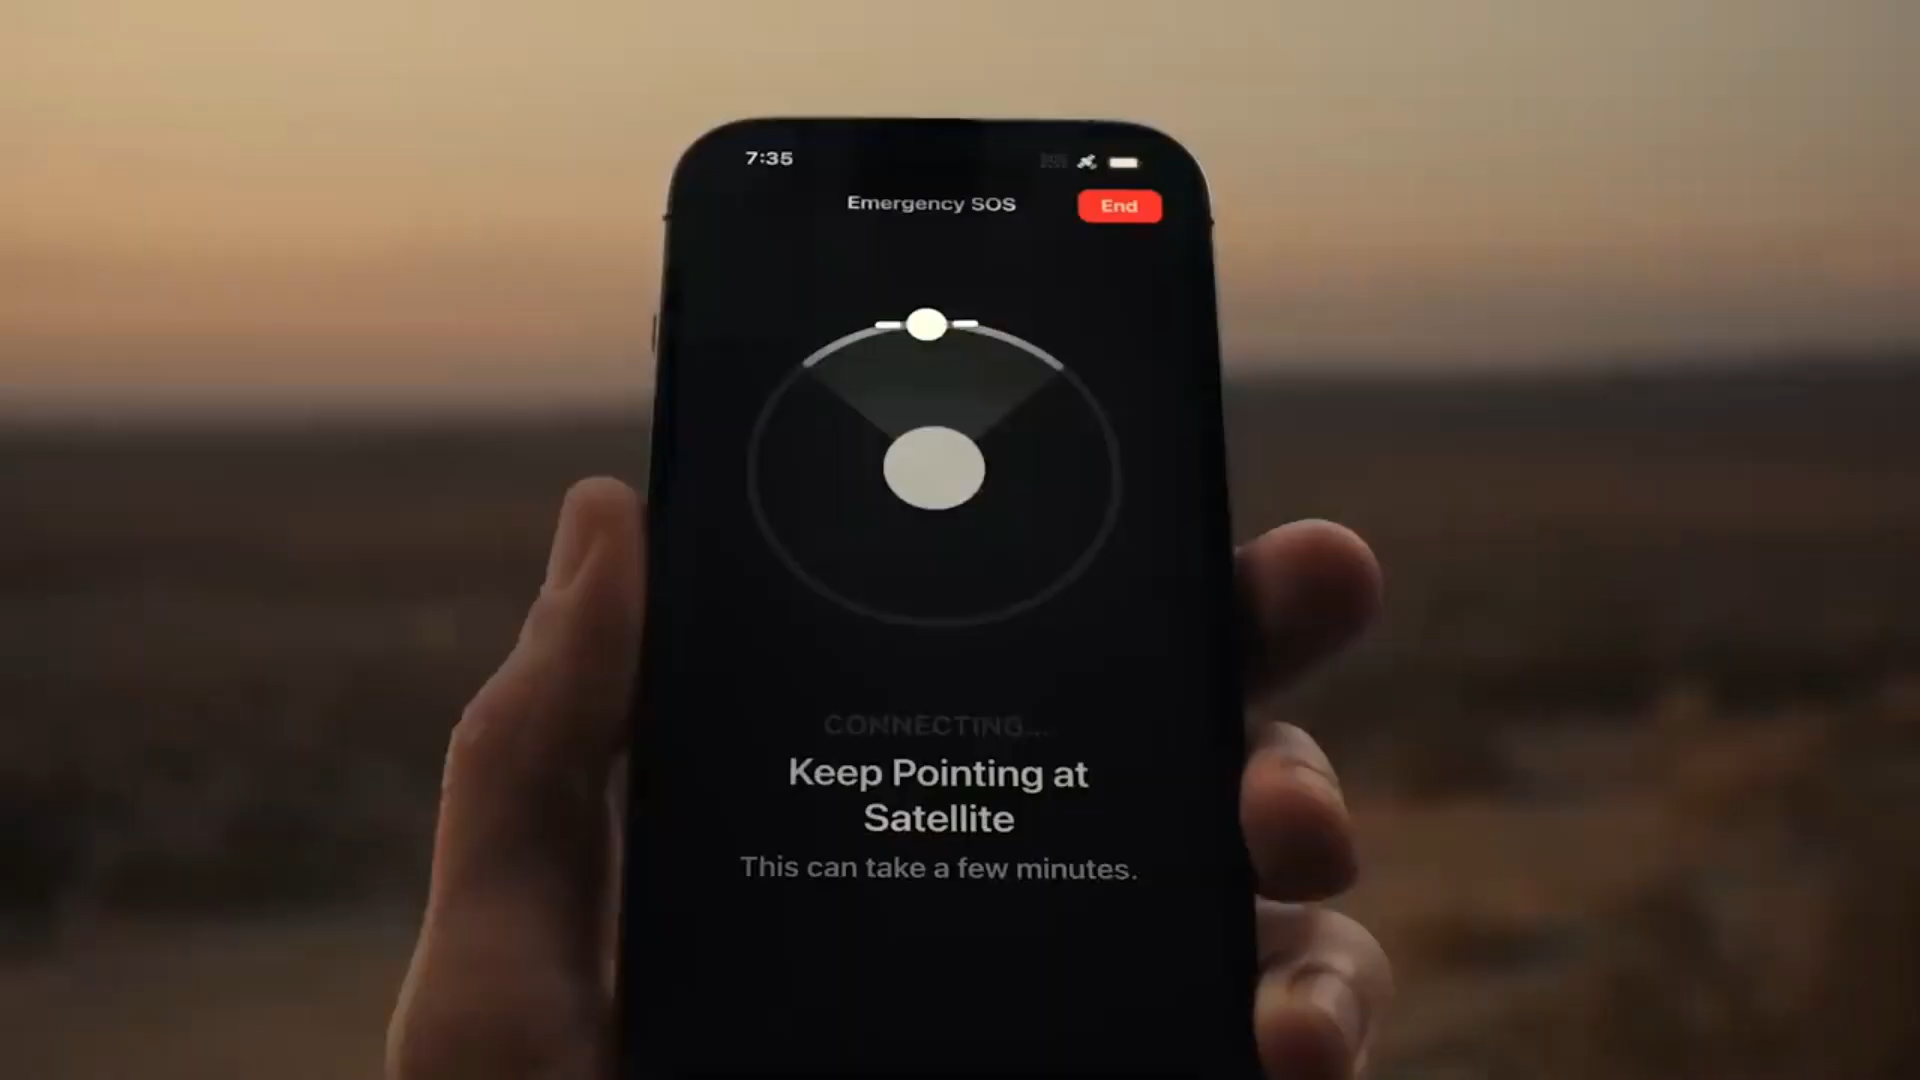 7:35
Emergency SOS
End
CONNECTING...
Keep Pointing at
Satellite
This can take a few minutes.